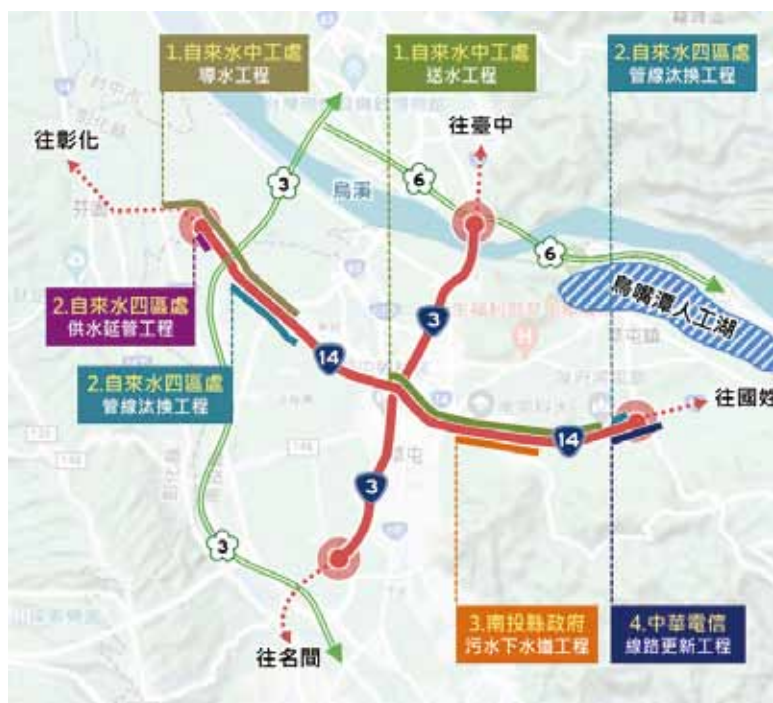 1.自來水中工處
導水工程
1.自來水中工處
送水工程
2.自來水四區處
管線汰換工程
往彰化
往臺中
3
6
烏溪
芬園
6
鳥嘴潭人工湖
2.自來水四區處
供水延管工程
3
14
2.自來水四區處
管線汰換工程
往國姓
14
3
3
148
3.南投縣政府
污水下水道工程
4.中華電信
線路更新工程
往名間